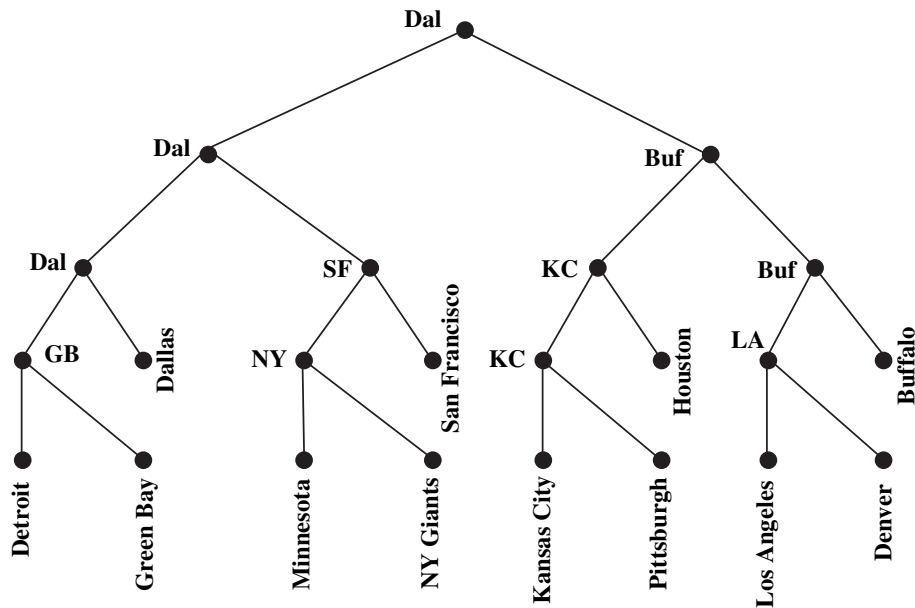 Dal
Dal
Buf
Dal
SF
KC
Buf
GB
Dallas
NY
San Francisco
KC
Houston
LA
Buffalo
Detroit
Green Bay
Minnesota
NY Giants
Kansas City
Pittsburgh
Los Angeles
Denver